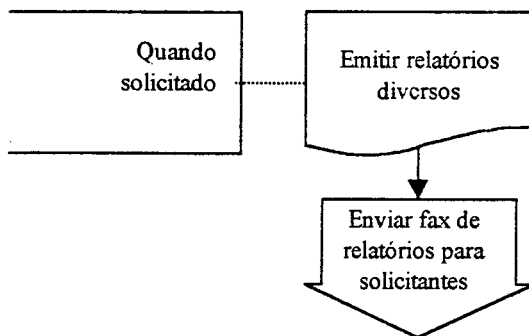 Quando
solicitado
Emitir relatórios
diversos
Enviar fax de
relatórios para
solicitantes